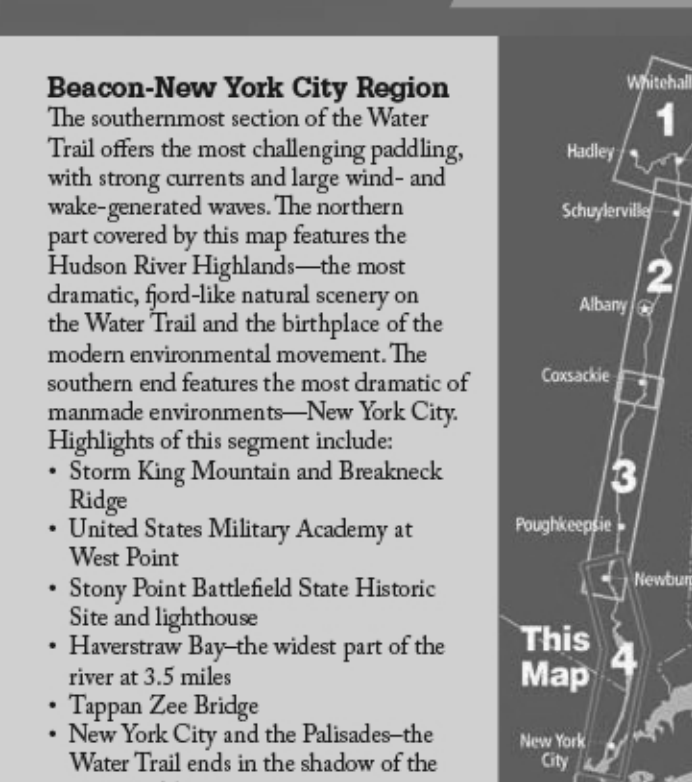 Beacon-New York City Region
The southernmost section of the Water
Trail offers the most challenging paddling,
with strong currents and large wind- and
wake-generated waves. The northern
part covered by this map features the
Hudson River Highlands—the most
dramatic, fjord-like natural scenery on
the Water Trail and the birthplace of the
modern environmental movement. The
southern end features the most dramatic of
manmade environments—New York City.
Highlights of this segment include:
• Storm King Mountain and Breakneck
Ridge
• United States Military Academy at
West Point
• Stony Point Battlefield State Historic
Site and lighthouse
• Haverstraw Bay–the widest part of the
river at 3.5 miles
• Tappan Zee Bridge
• New York City and the Palisades–the
Water Trail ends in the shadow of the
Whitehall
1
Hadley
Schuylerville
2
Albany
Coxsackie
3
Poughkeepsie
Newbur
This
Map
4
New York
City